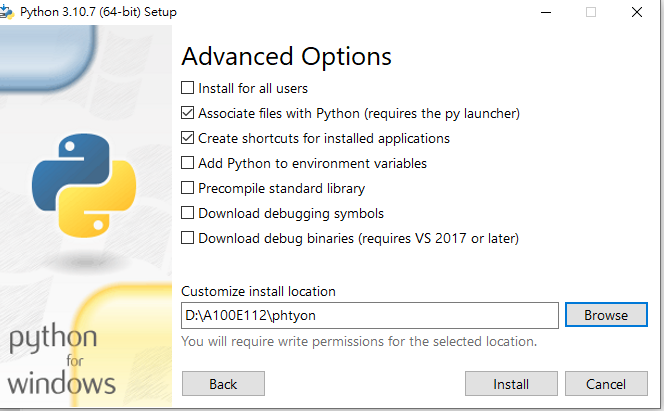 Python 3.10.7 (64-bit) Setup
Advanced Options
Install for all users
Associate files with Python (requires the py launcher)
Create shortcuts for installed applications
Add Python to environment variables
Precompile standard library
Download debugging symbols
Download debug binaries (requires VS 2017 or later)
Customize install location
D:\A100E112\phtyon
Browse
You will require write permissions for the selected location.
python
for
windows
Back
Install
Cancel